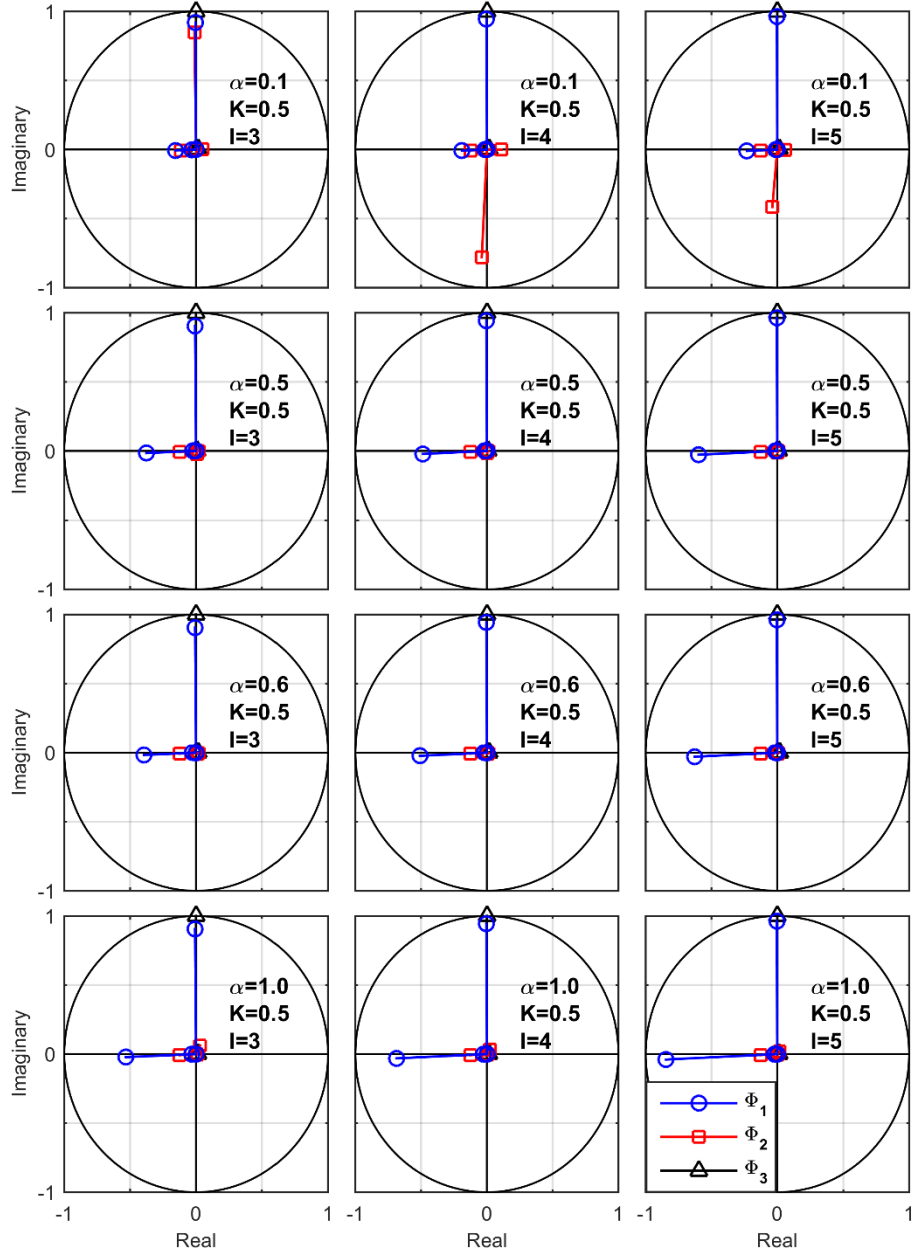 1
α=0.1
K=0.5
I=3
α=0.1
K=0.5
I=4
α=0.1
K=0.5
I=5
Imaginary
0
-1
1
α=0.5
K=0.5
I=3
α=0.5
K=0.5
I=4
α=0.5
K=0.5
I=5
Imaginary
0
-1
1
α=0.6
K=0.5
I=3
α=0.6
K=0.5
I=4
α=0.6
K=0.5
I=5
Imaginary
0
-1
1
α=1.0
K=0.5
I=3
α=1.0
K=0.5
I=4
α=1.0
K=0.5
I=5
Imaginary
0
Φ₁
Φ₂
Φ₃
-1
-1 0 1 -1 0 1 -1 0 1
Real Real Real